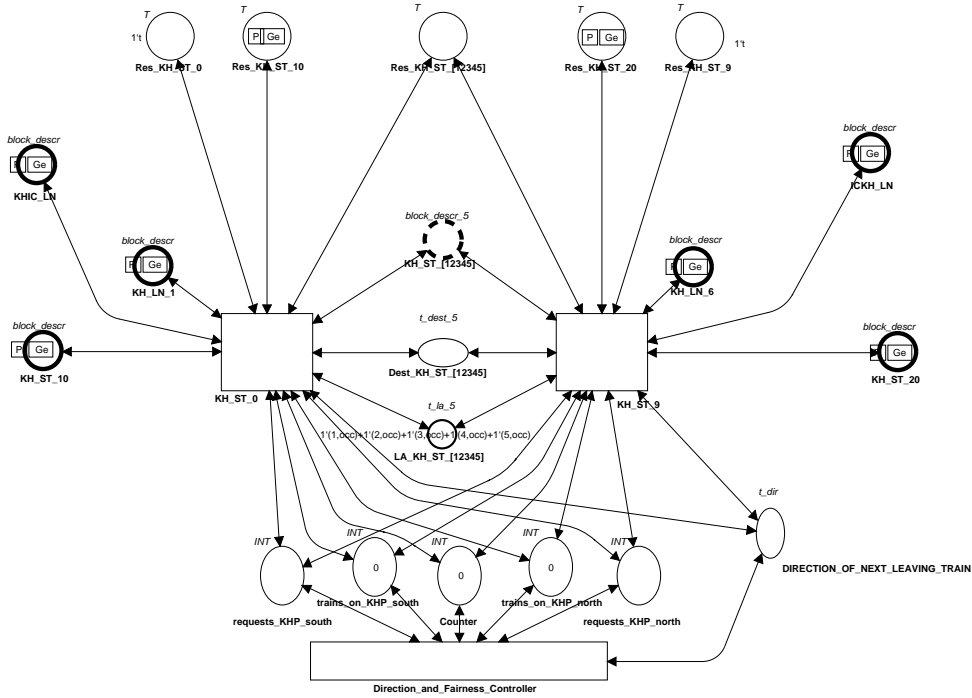 T
T
T
T
T
1't
P Ge
P Ge
1't
Res_KH_ST_0
Res_KH_ST_10
Res_KH_ST_[12345]
Res_KH_ST_20
Res_KH_ST_9
block_descr
block_descr
Ge
Ge
KHIC_LN
ICKH_LN
block_descr_5
block_descr
block_descr
KH_ST_[12345]
Ge
Ge
KH_LN_1
KH_LN_6
t_dest_5
block_descr
block_descr
P Ge
Ge
Dest_KH_ST_[12345]
KH_ST_10
KH_ST_20
KH_ST_0
KH_ST_9
t_la_5
1'(1,occ)+1'(2,occ)+1'(3,occ)+1'(4,occ)+1'(5,occ)
LA_KH_ST_[12345]
t_dir
INT
INT
INT
INT
INT
0
0
0
DIRECTION_OF_NEXT_LEAVING_TRAIN
trains_on_KHP_south
trains_on_KHP_north
requests_KHP_south
Counter
requests_KHP_north
Direction_and_Fairness_Controller